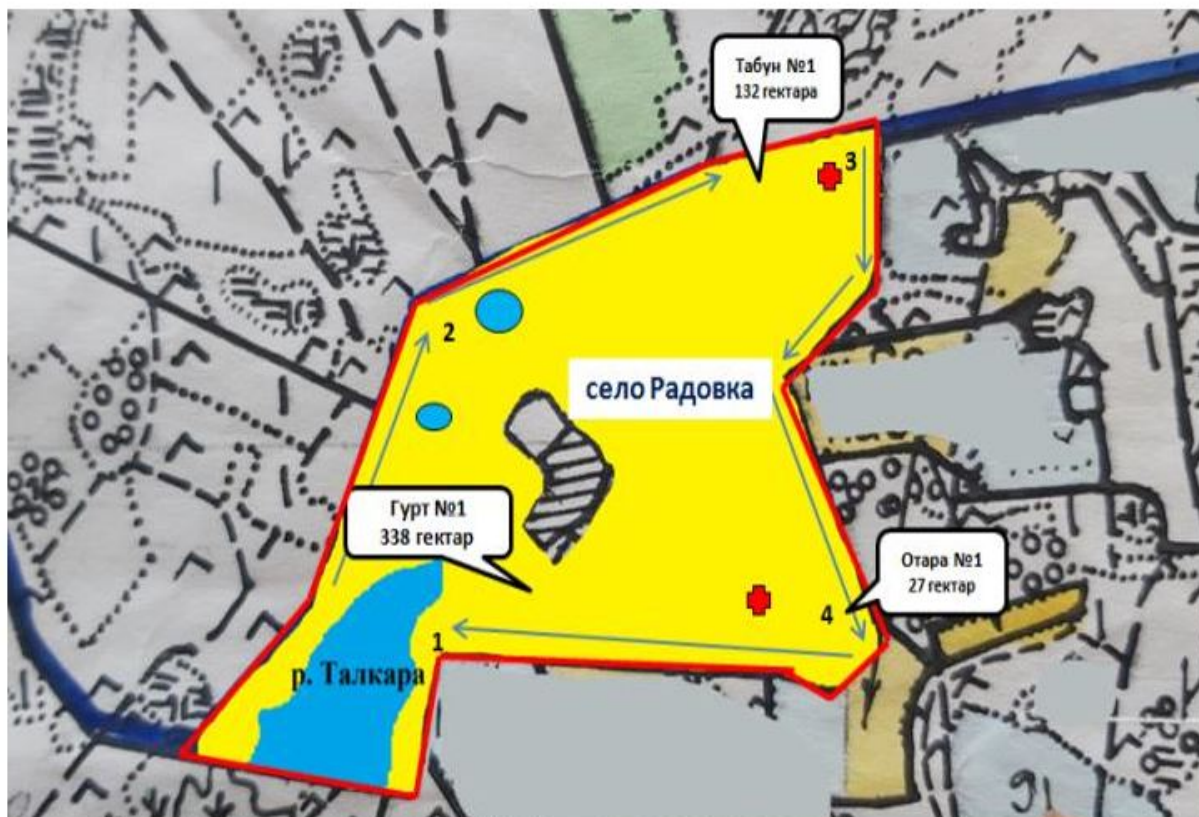 Табун №1
132 гектара
3
2
село Радовка
Гурт №1
338 гектар
Отара №1
27 гектар
4
1
р. Талкара